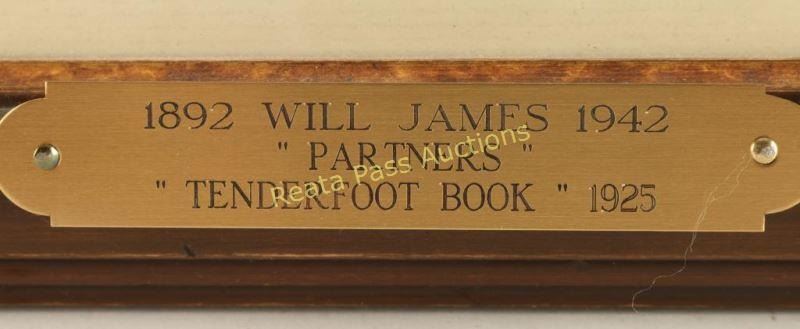 1892 WILL JAMES 1942
" PARTNERS "
" TENDERFOOT BOOK " 1925
Reata Pass Auctions